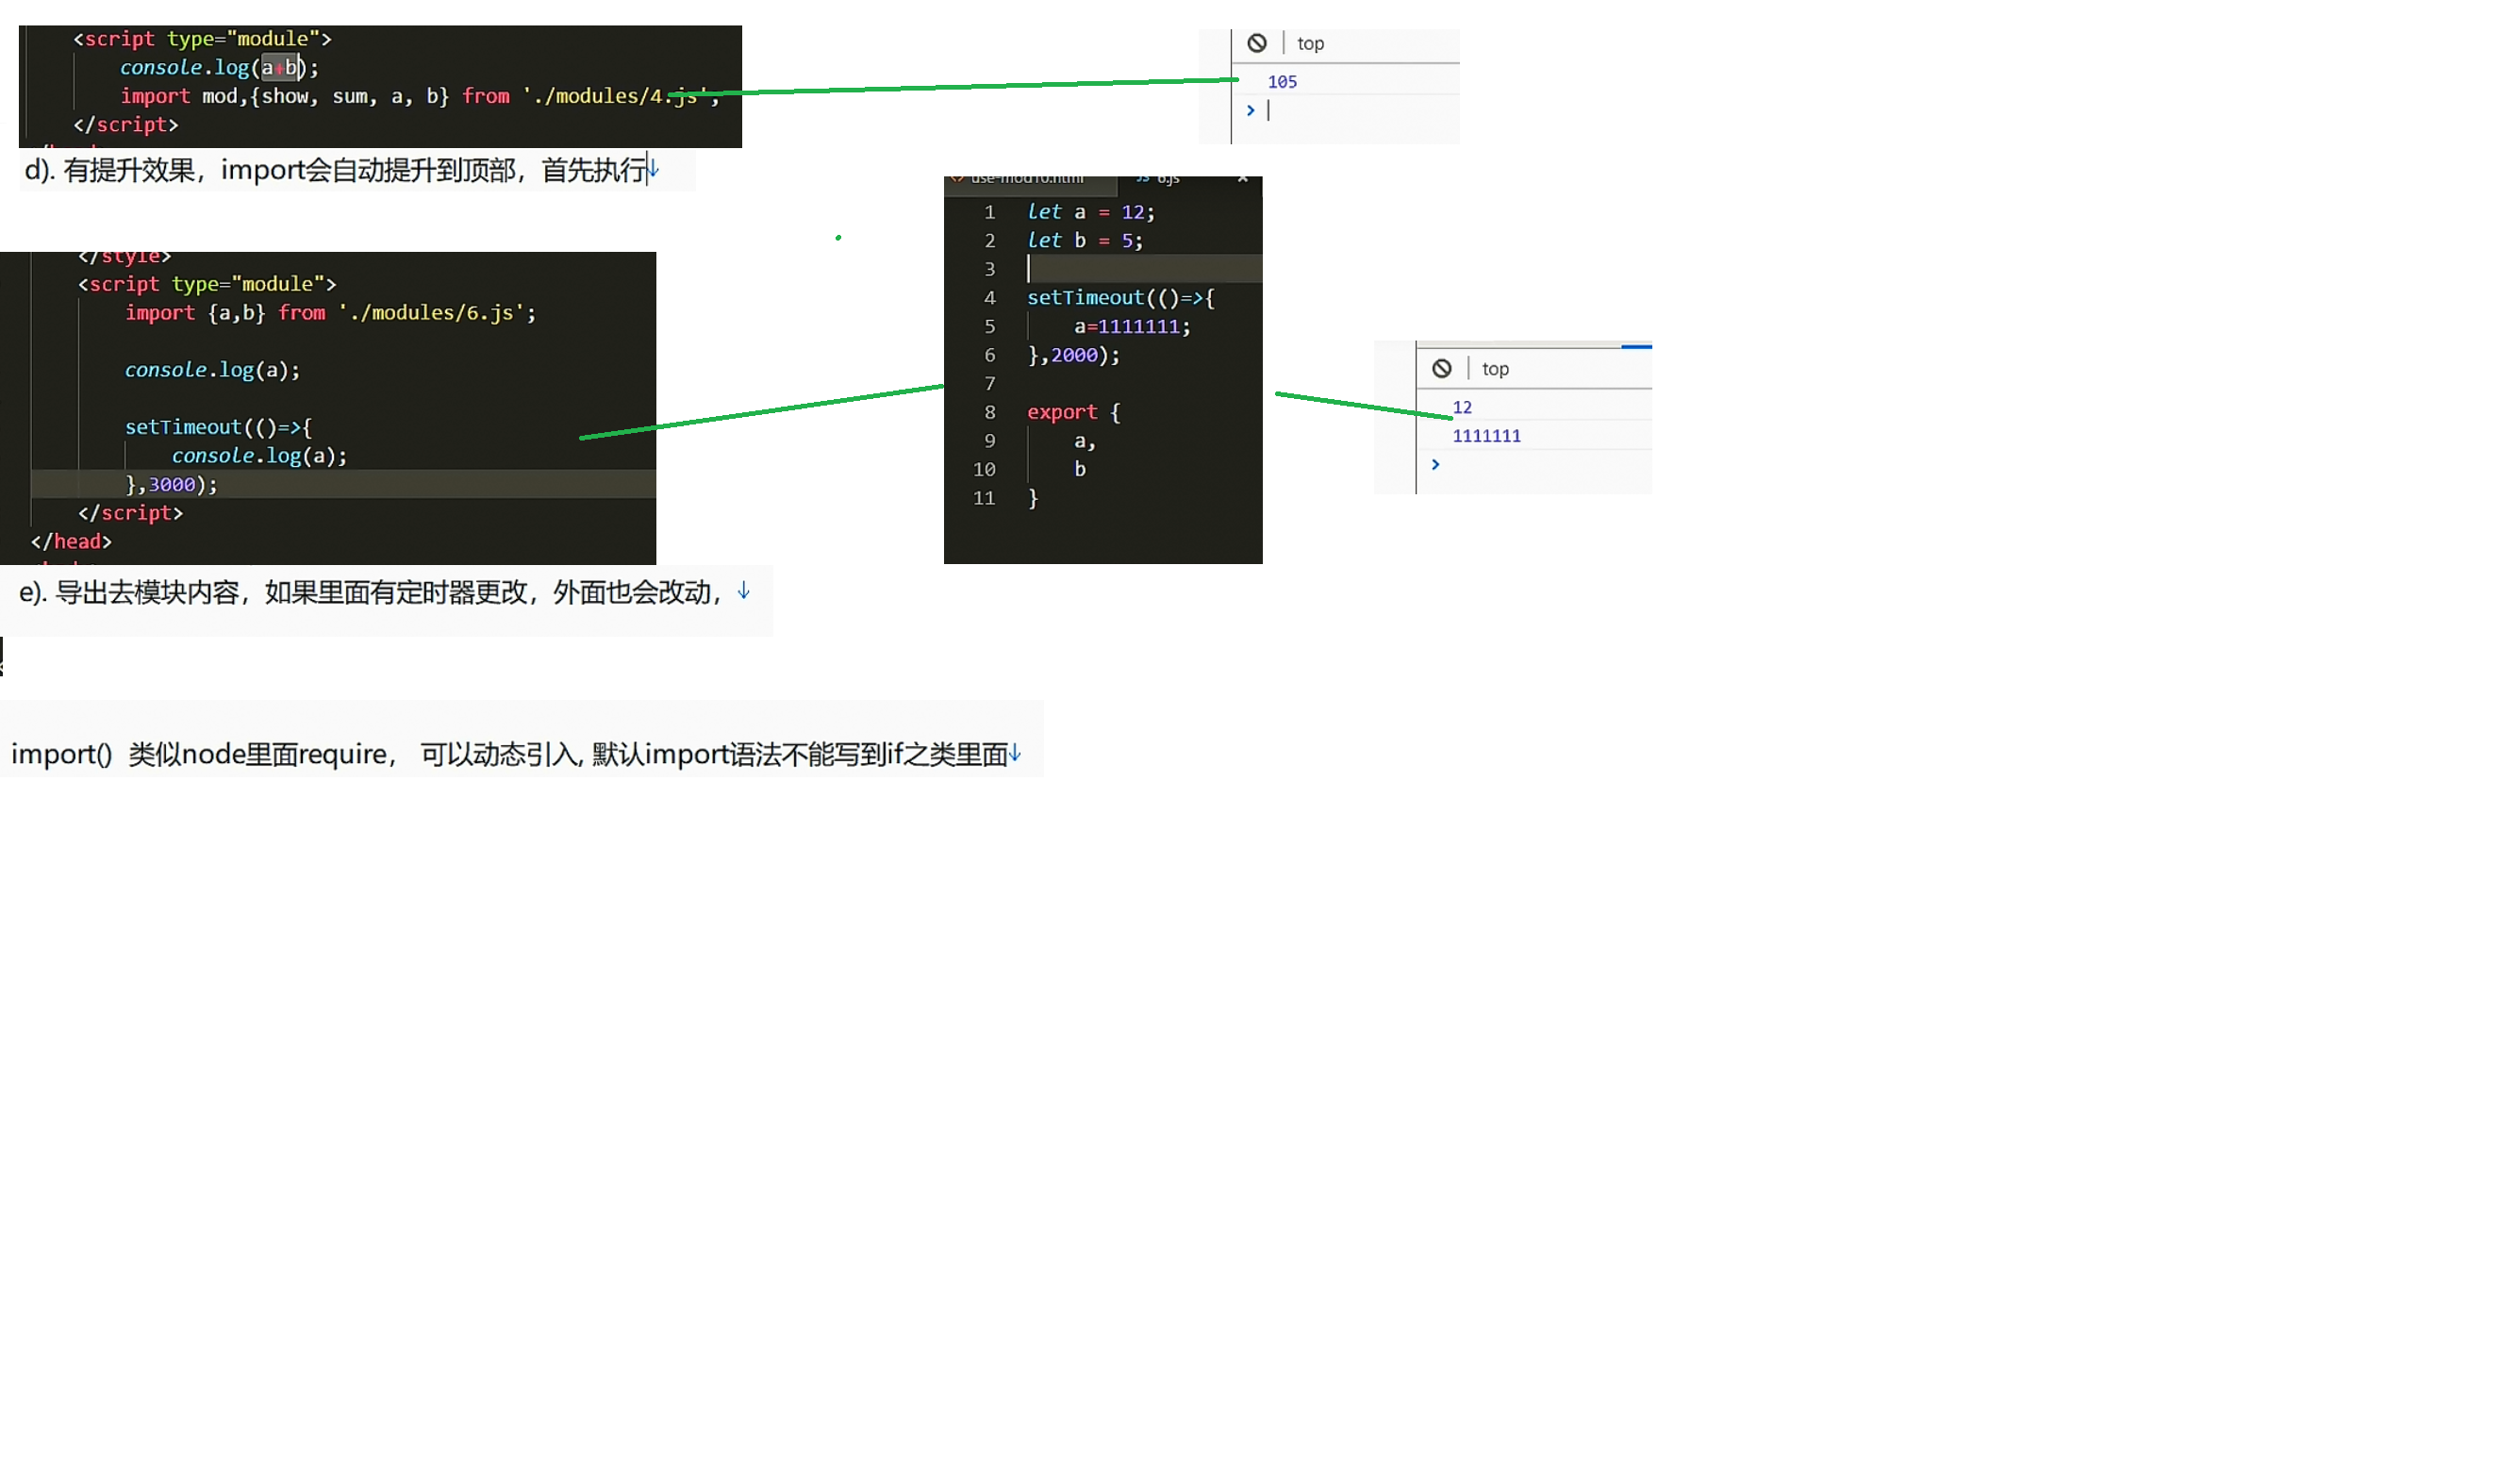 <script type="module">
console.log(a+b);
import mod,{show, sum, a, b} from './modules/4.js';
</script>
top
105
>
d). 有提升效果，import会自动提升到顶部，首先执行↓
use-mod10.html JS 6.js ×
1 let a = 12;
2 let b = 5;
3
4 setTimeout(()=>{
5 a=1111111;
6 },2000);
7
8 export {
9 a,
10 b
11 }
</style>
<script type="module">
import {a,b} from './modules/6.js';
console.log(a);
setTimeout(()=>{
console.log(a);
},3000);
</script>
</head>
top
12
1111111
>
e). 导出去模块内容，如果里面有定时器更改，外面也会改动，↓
import() 类似node里面require， 可以动态引入, 默认import语法不能写到if之类里面↓